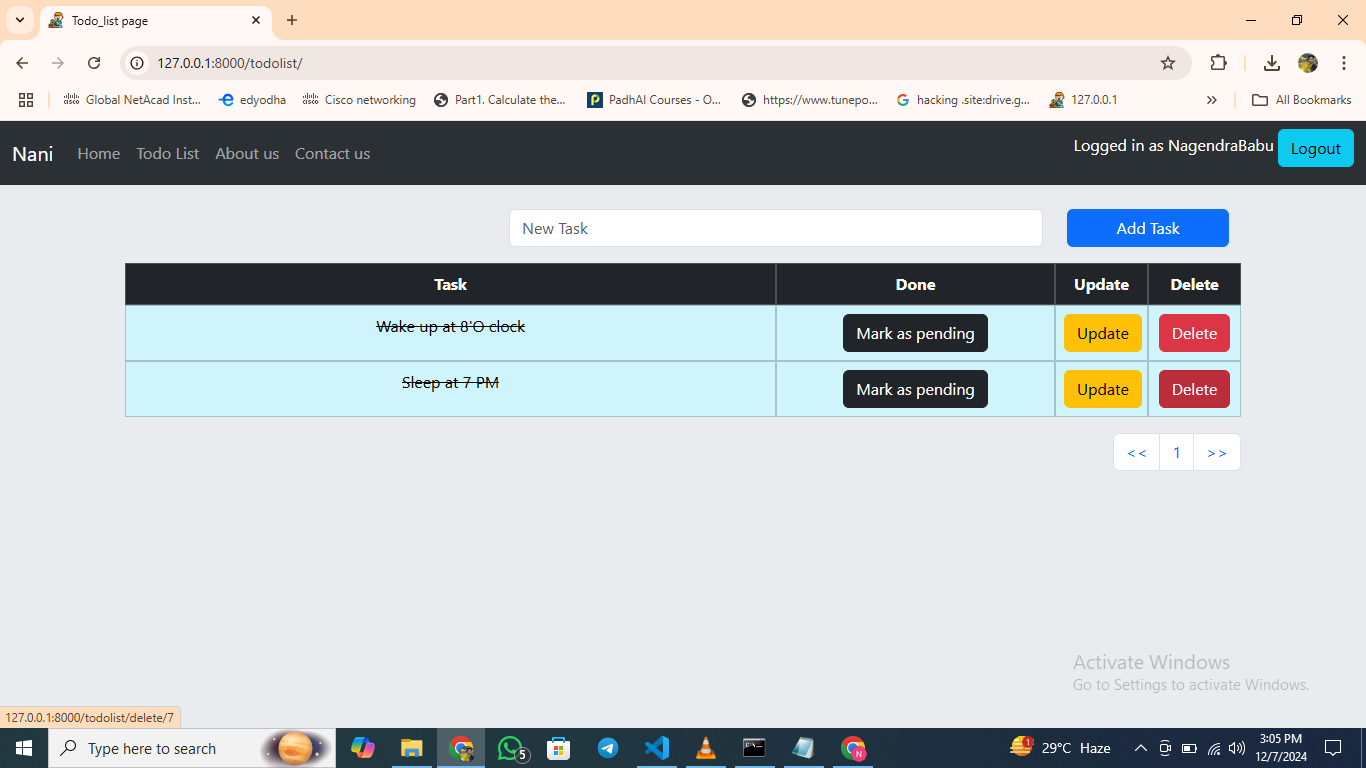 Todo_list page
127.0.0.1:8000/todolist/
Global NetAcad Inst... edyodha Cisco networking Part1. Calculate the... PadhAI Courses - O... https://www.tunepo... hacking .site:drive.g... 127.0.0.1 All Bookmarks
Nani Home Todo List About us Contact us Logged in as NagendraBabu Logout
New Task Add Task
Task Done Update Delete
Wake up at 8'O clock Mark as pending Update Delete
Sleep at 7 PM Mark as pending Update Delete
<< 1 >>
Activate Windows
Go to Settings to activate Windows.
127.0.0.1:8000/todolist/delete/7
Type here to search 5 1 29°C Haze 3:05 PM
12/7/2024